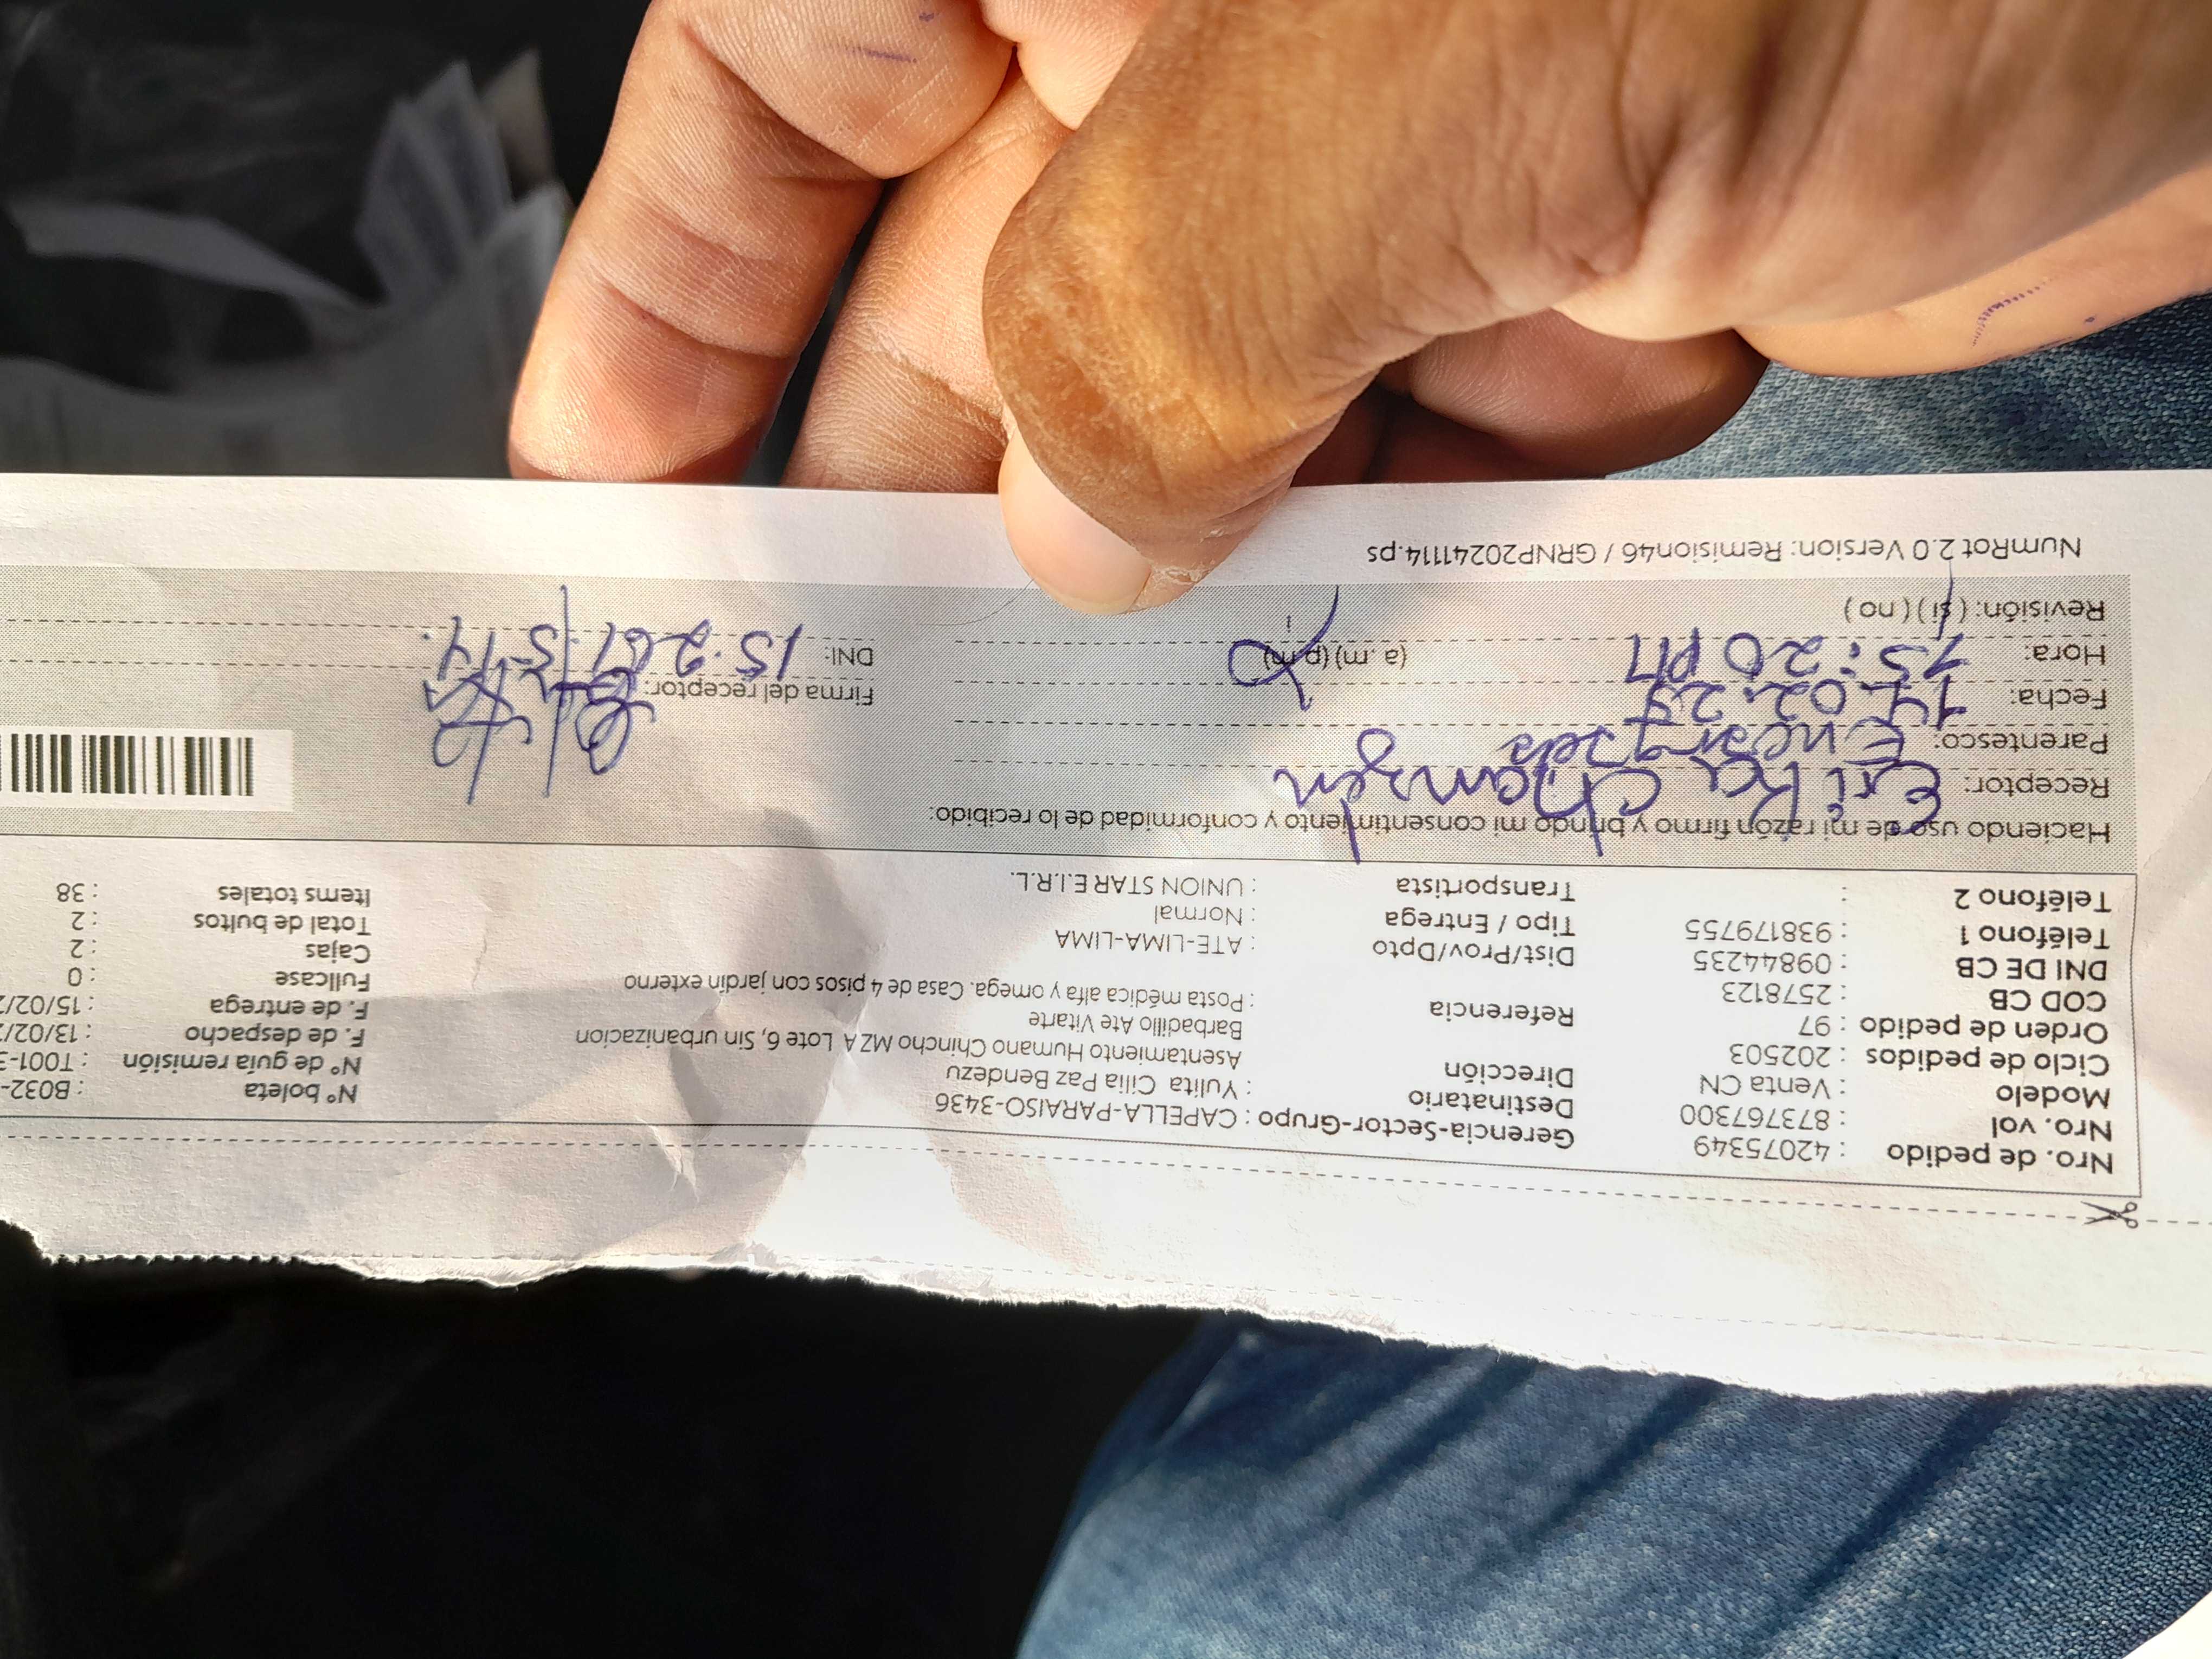 Nro. de pedido : 42075349
Nro. vol : 873767300
Modelo : Venta CN
Ciclo de pedidos : 202503
Orden de pedido : 97
COD CB : 2578123
DNI DE CB : 09844235
Teléfono 1 : 938179755
Teléfono 2 :
Gerencia-Sector-Grupo : CAPELLA-PARAISO-3436
Destinatario : Yulita Cilia Paz Bendezu
Dirección : Asentamiento Humano Chincho MZ A Lote 6, Sin urbanizacion
Barbadillo Ate Vitarte
Referencia : Posta médica alfa y omega. Casa de 4 pisos con jardín externo
Dist/Prov/Dpto : ATE-LIMA-LIMA
Tipo / Entrega : Normal
Transportista : UNION STAR E.I.R.L.
N° boleta : B032-
N° de guía remisión : T001-3
F. de despacho : 13/02/2
F. de entrega : 15/02/2
Fullcase : 0
Cajas : 2
Total de bultos : 2
Items totales : 38
Haciendo uso de mi razón firmo y brindo mi consentimiento y conformidad de lo recibido:
Receptor: Erika
Parentesco: Encargada
Fecha: 14.02.25
Hora: 15:20 PM (a .m) (p.m)
Revisión: ( si ) ( no )
Firma del receptor:
DNI:
NumRot 2.0 Version: Remision46 / GRNP20241114.ps